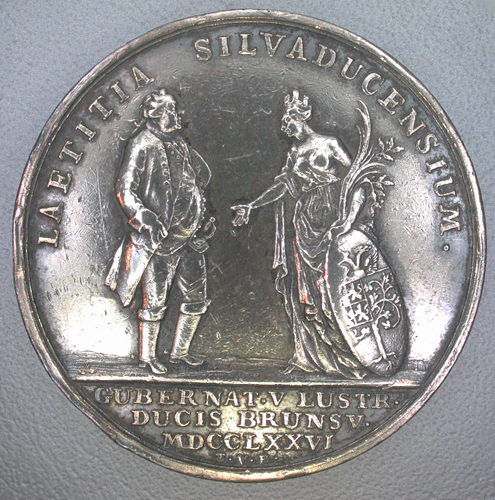 LAETITIA SILVADUCENSIUM.
GUBERNAT·V LUSTR·
DUCIS BRUNSV.
MDCCLXXVI
T·V·B·